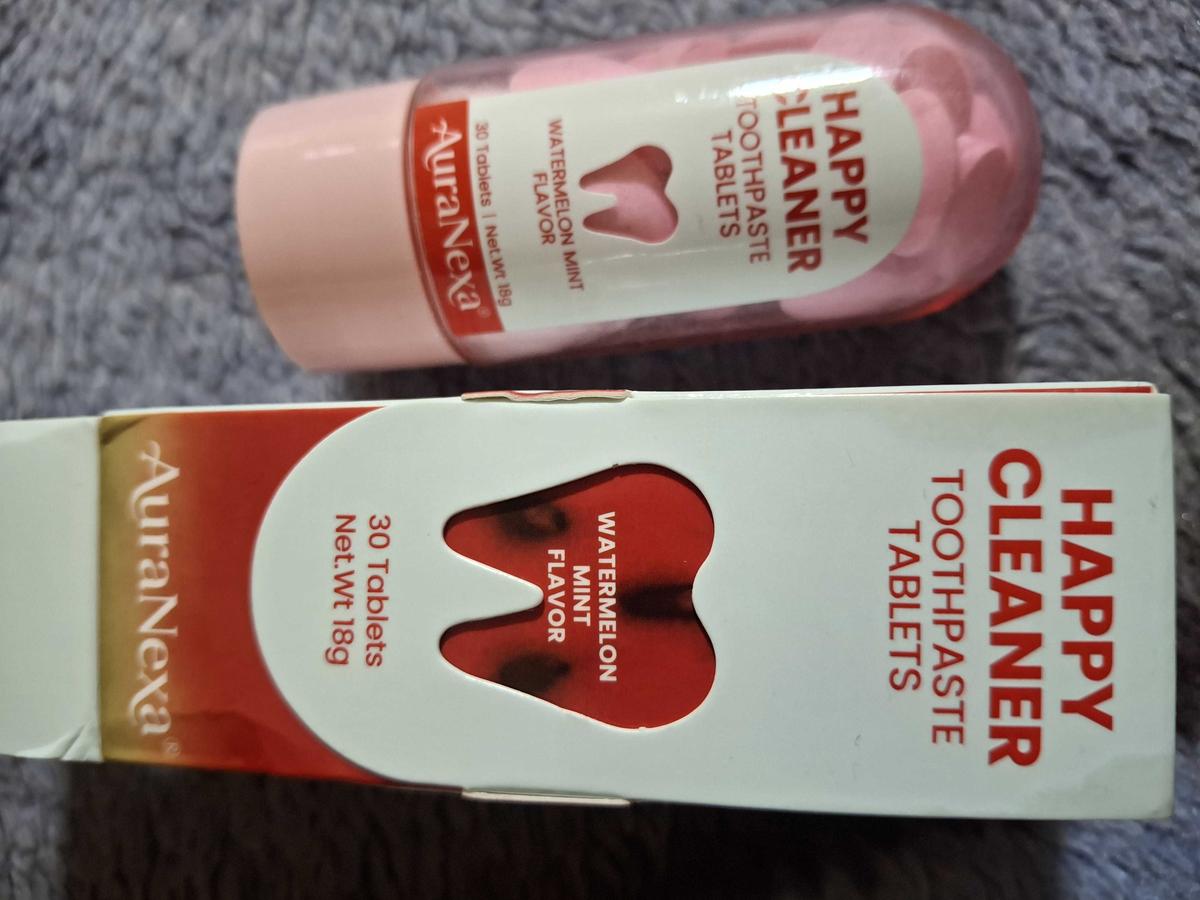 HAPPY
CLEANER
TOOTHPASTE
TABLETS
WATERMELON MINT
FLAVOR
30 Tablets | Net.Wt 18g
AuraNexa®
HAPPY
CLEANER
TOOTHPASTE
TABLETS
WATERMELON
MINT
FLAVOR
30 Tablets
Net.Wt 18g
AuraNexa®